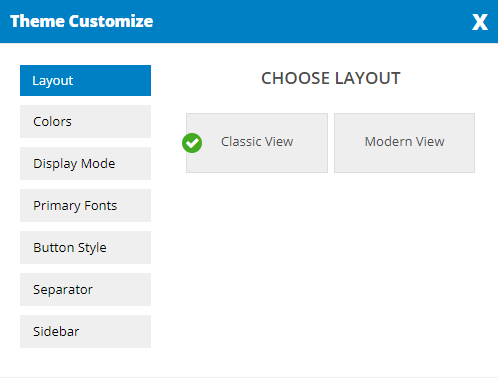 Theme Customize
X
Layout
Colors
Display Mode
Primary Fonts
Button Style
Separator
Sidebar
CHOOSE LAYOUT
Classic View
Modern View